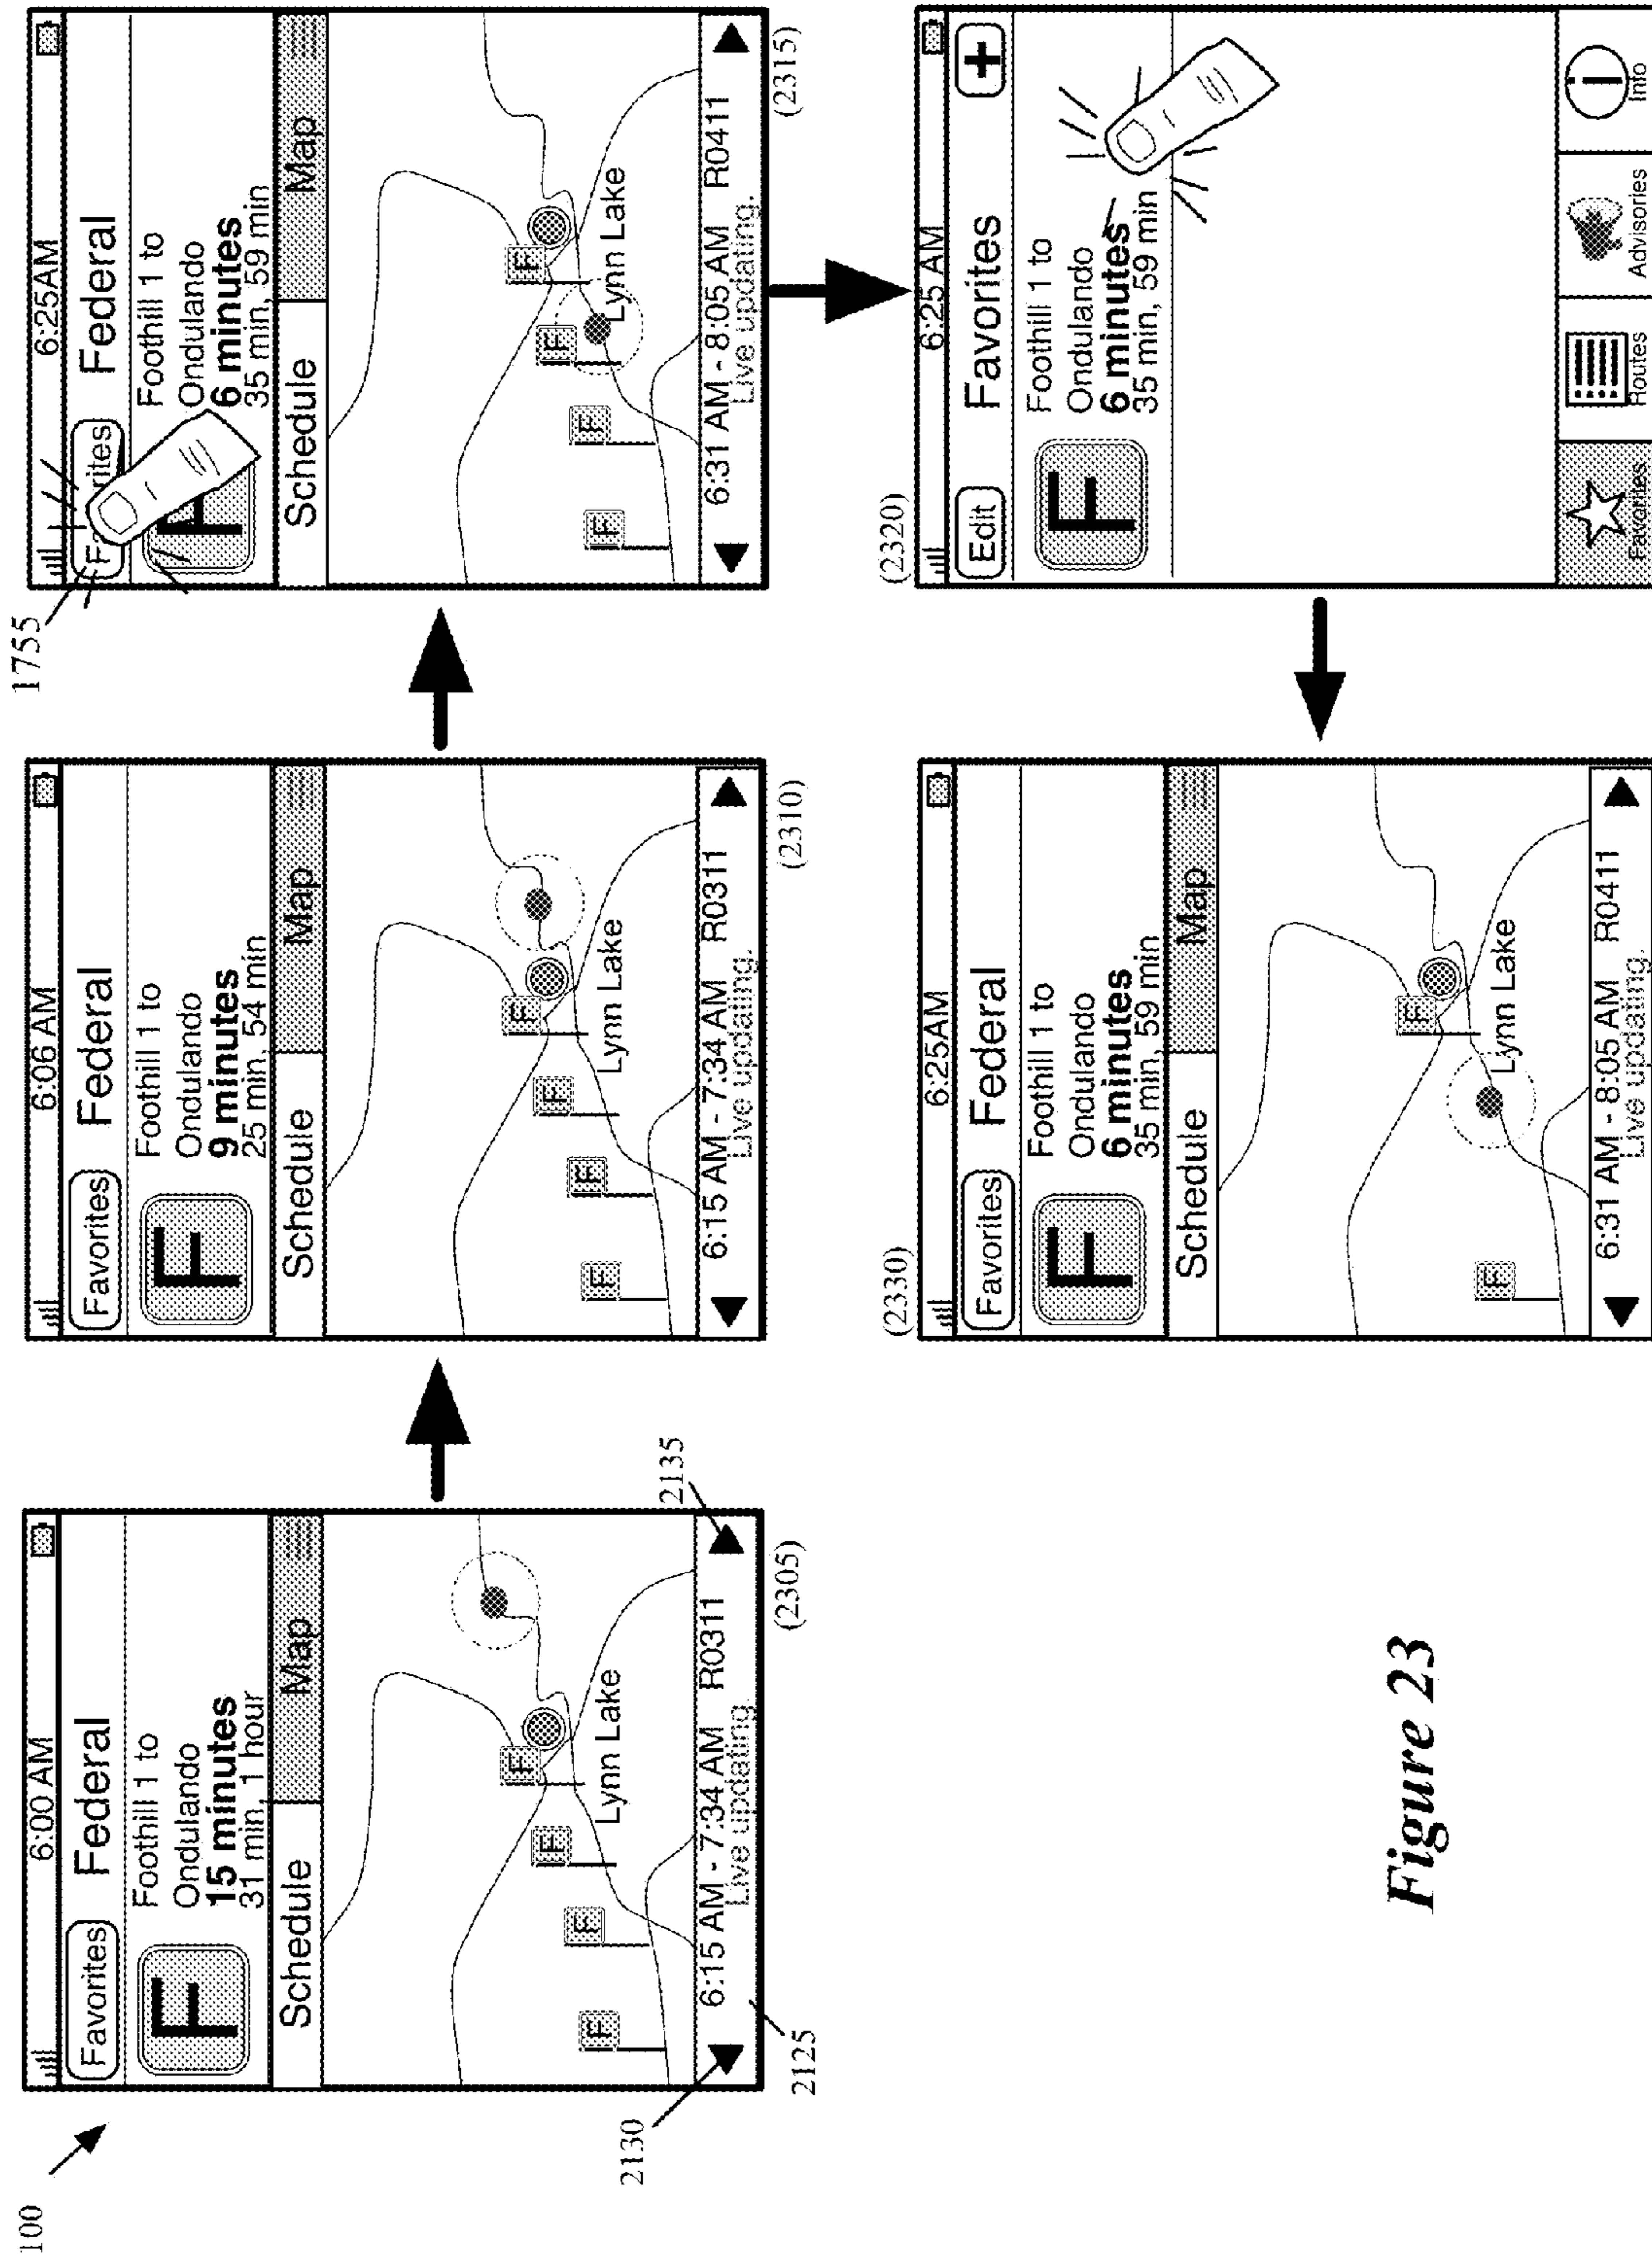 100
6:00 AM
Favorites Federal
F
Foothill 1 to
Ondulando
15 minutes
31 min, 1 hour
Schedule Map
F
F
F
F
Lynn Lake
6:15 AM - 7:34 AM R0311
Live updating.
2130
2125
2135
(2305)
6:06 AM
Favorites Federal
F
Foothill 1 to
Ondulando
9 minutes
25 min, 54 min
Schedule Map
F
F
F
F
Lynn Lake
6:15 AM - 7:34 AM R0311
Live updating.
(2310)
1755
6:25AM
Federal
Foothill 1 to
Ondulando
6 minutes
35 min, 59 min
Schedule Map
F
F
F
F
Lynn Lake
6:31 AM - 8:05 AM R0411
Live updating.
(2315)
(2320)
6:25 AM
Edit Favorites +
F
Foothill 1 to
Ondulando
6 minutes
35 min, 59 min
Favorites Routes Advisories Info
(2330)
6:25AM
Favorites Federal
F
Foothill 1 to
Ondulando
6 minutes
35 min, 59 min
Schedule Map
F
F
Lynn Lake
6:31 AM - 8:05 AM R0411
Live updating.
Figure 23